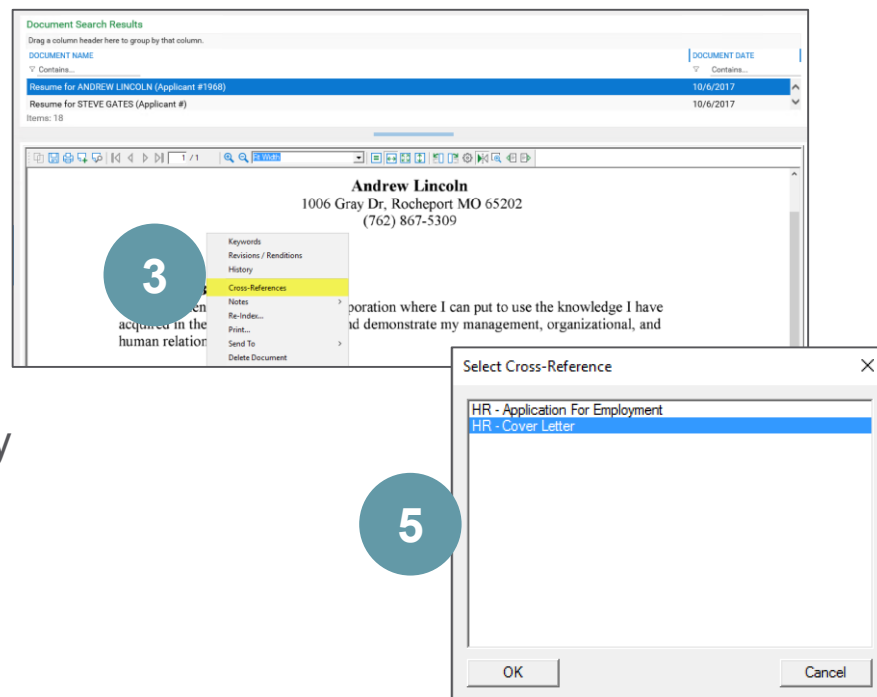 Document Search Results
Drag a column header here to group by that column.
DOCUMENT NAME DOCUMENT DATE
Contains... Contains...
Resume for ANDREW LINCOLN (Applicant #1968) 10/6/2017
Resume for STEVE GATES (Applicant #) 10/6/2017
Items: 18
1 / 1 Fit Width
Andrew Lincoln
1006 Gray Dr, Rocheport MO 65202
(762) 867-5309
3
Keywords
Revisions / Renditions
History
Cross-References
Notes
Re-Index...
Print...
Send To
Delete Document
en poration where I can put to use the knowledge I have
acquired in the nd demonstrate my management, organizational, and
human relation
y
5
Select Cross-Reference
HR - Application For Employment
HR - Cover Letter
OK Cancel